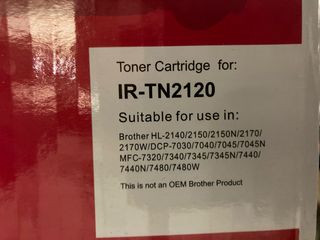 Toner Cartridge for:
IR-TN2120
Suitable for use in:
Brother HL-2140/2150/2150N/2170/
2170W/DCP-7030/7040/7045/7045N
MFC-7320/7340/7345/7345N/7440/
7440N/7480/7480W
This is not an OEM Brother Product